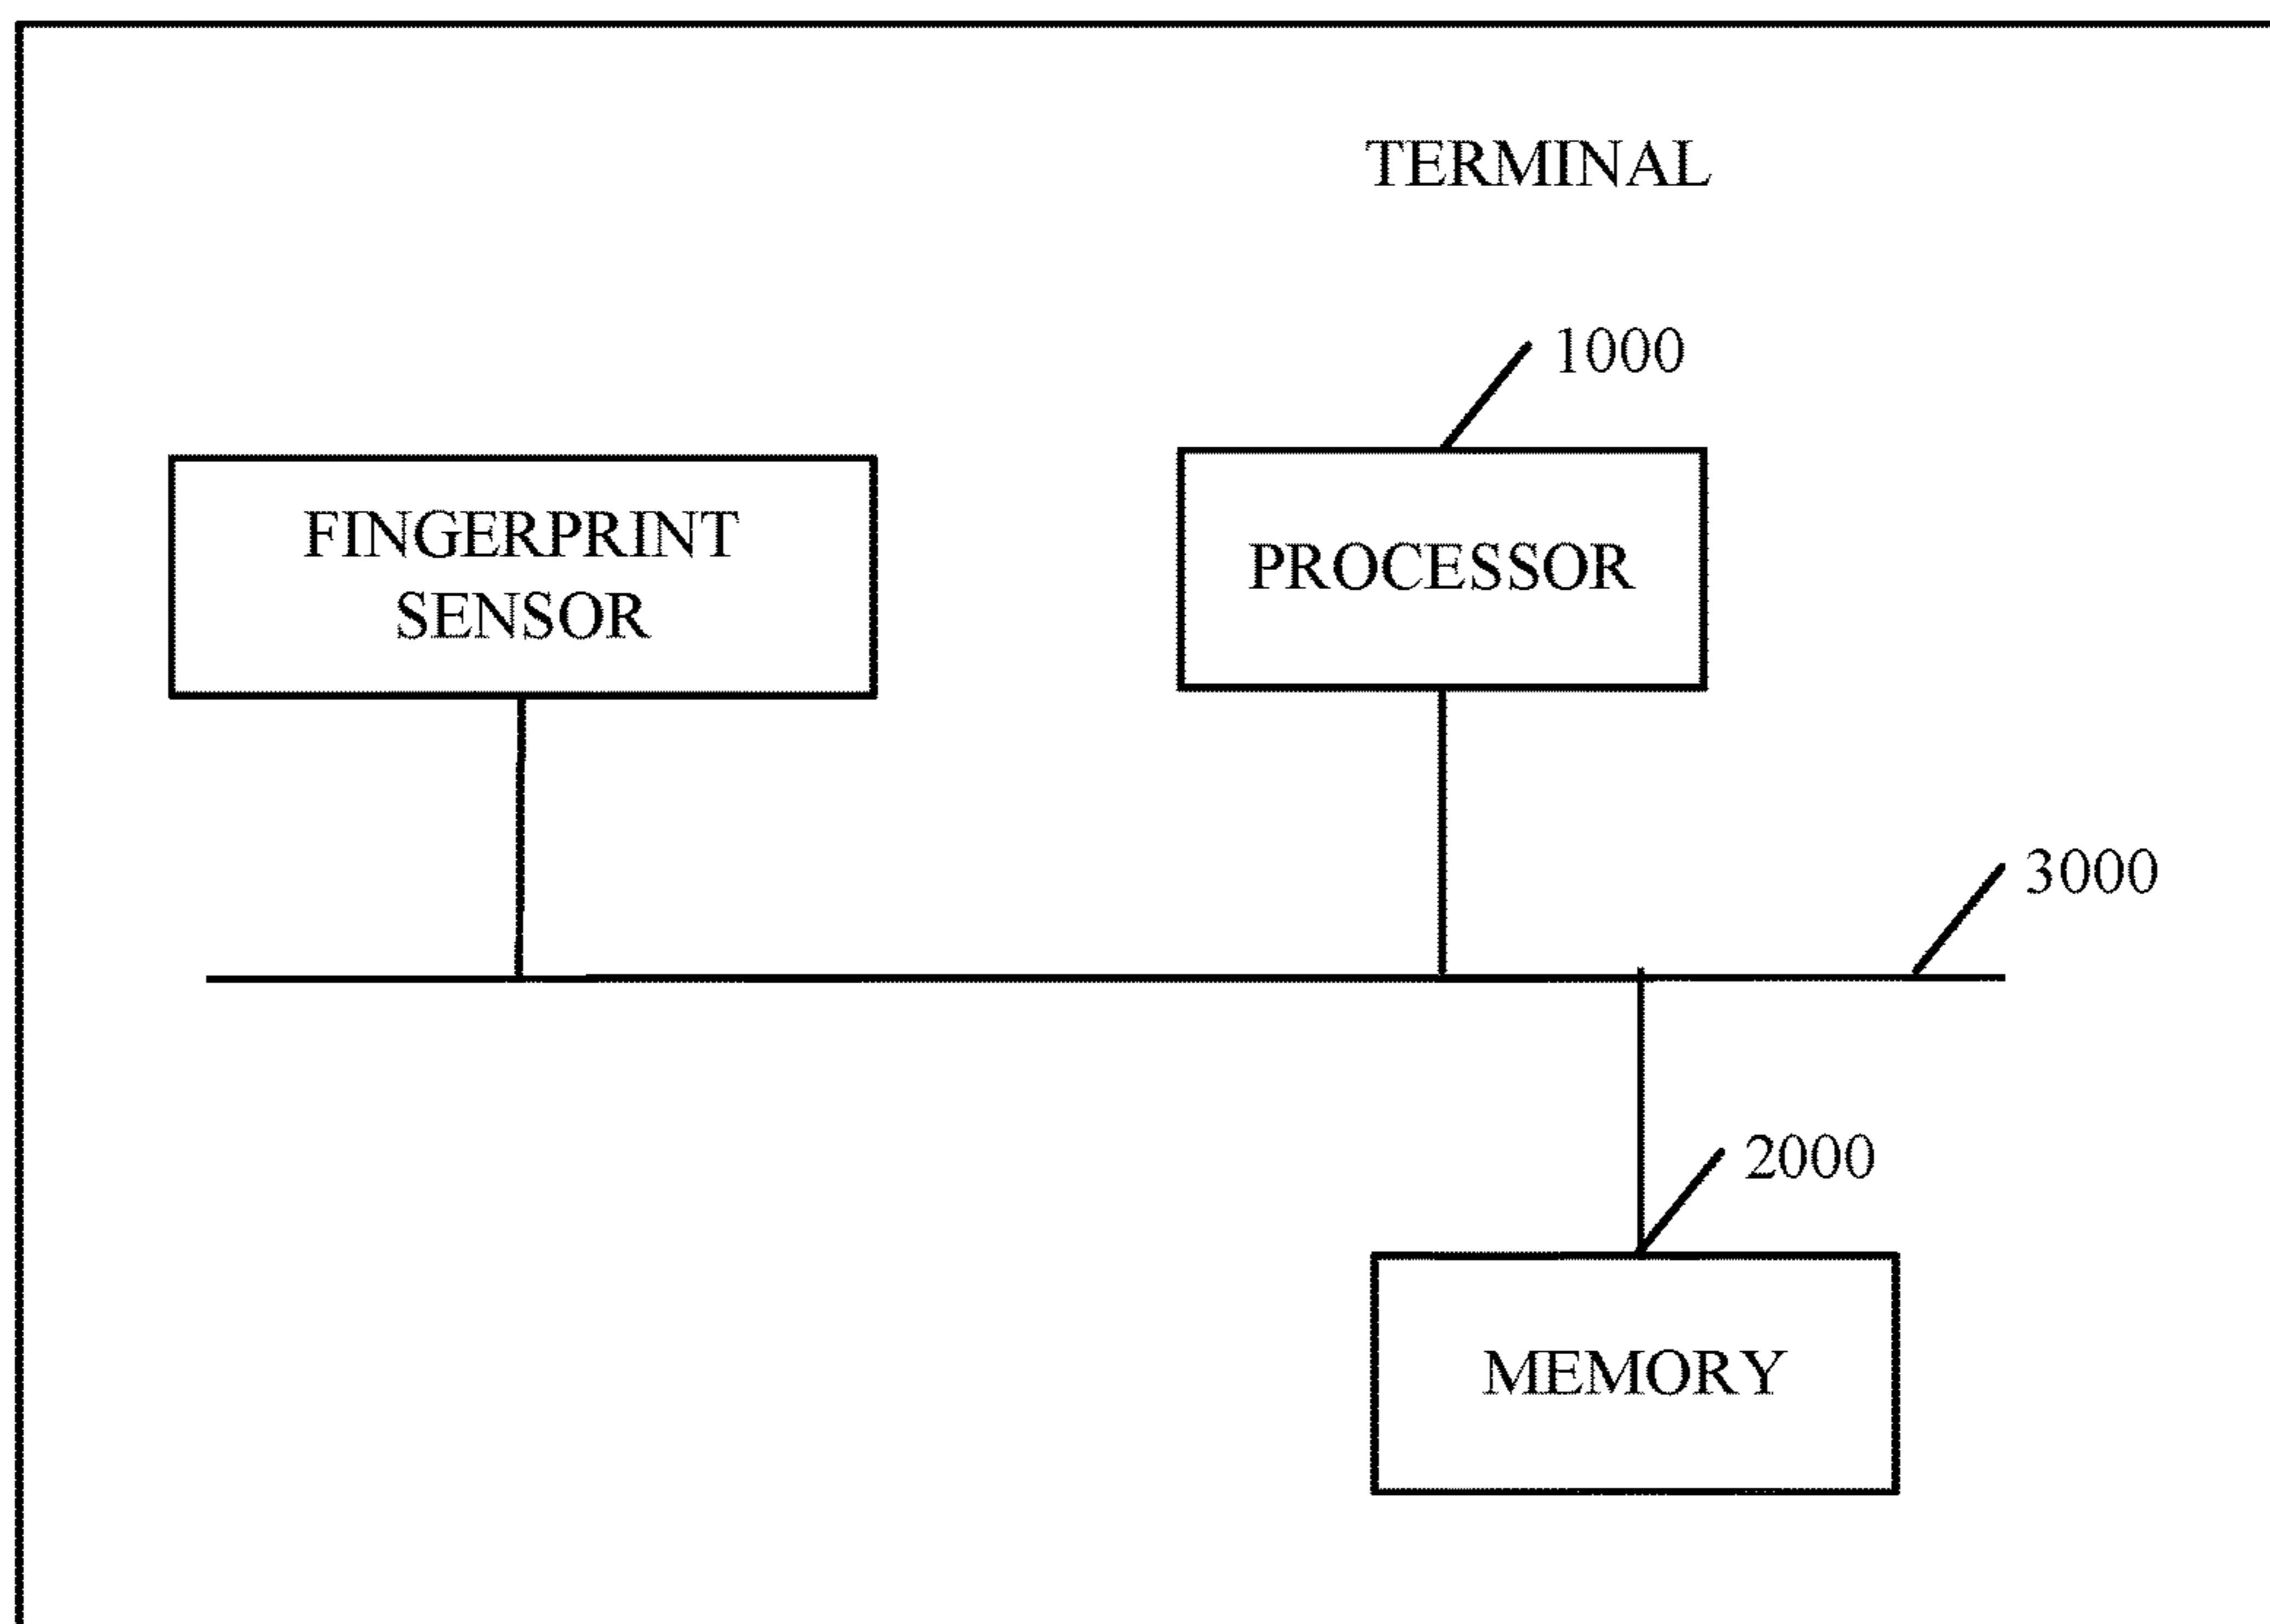 TERMINAL
1000
FINGERPRINT
SENSOR
PROCESSOR
3000
2000
MEMORY